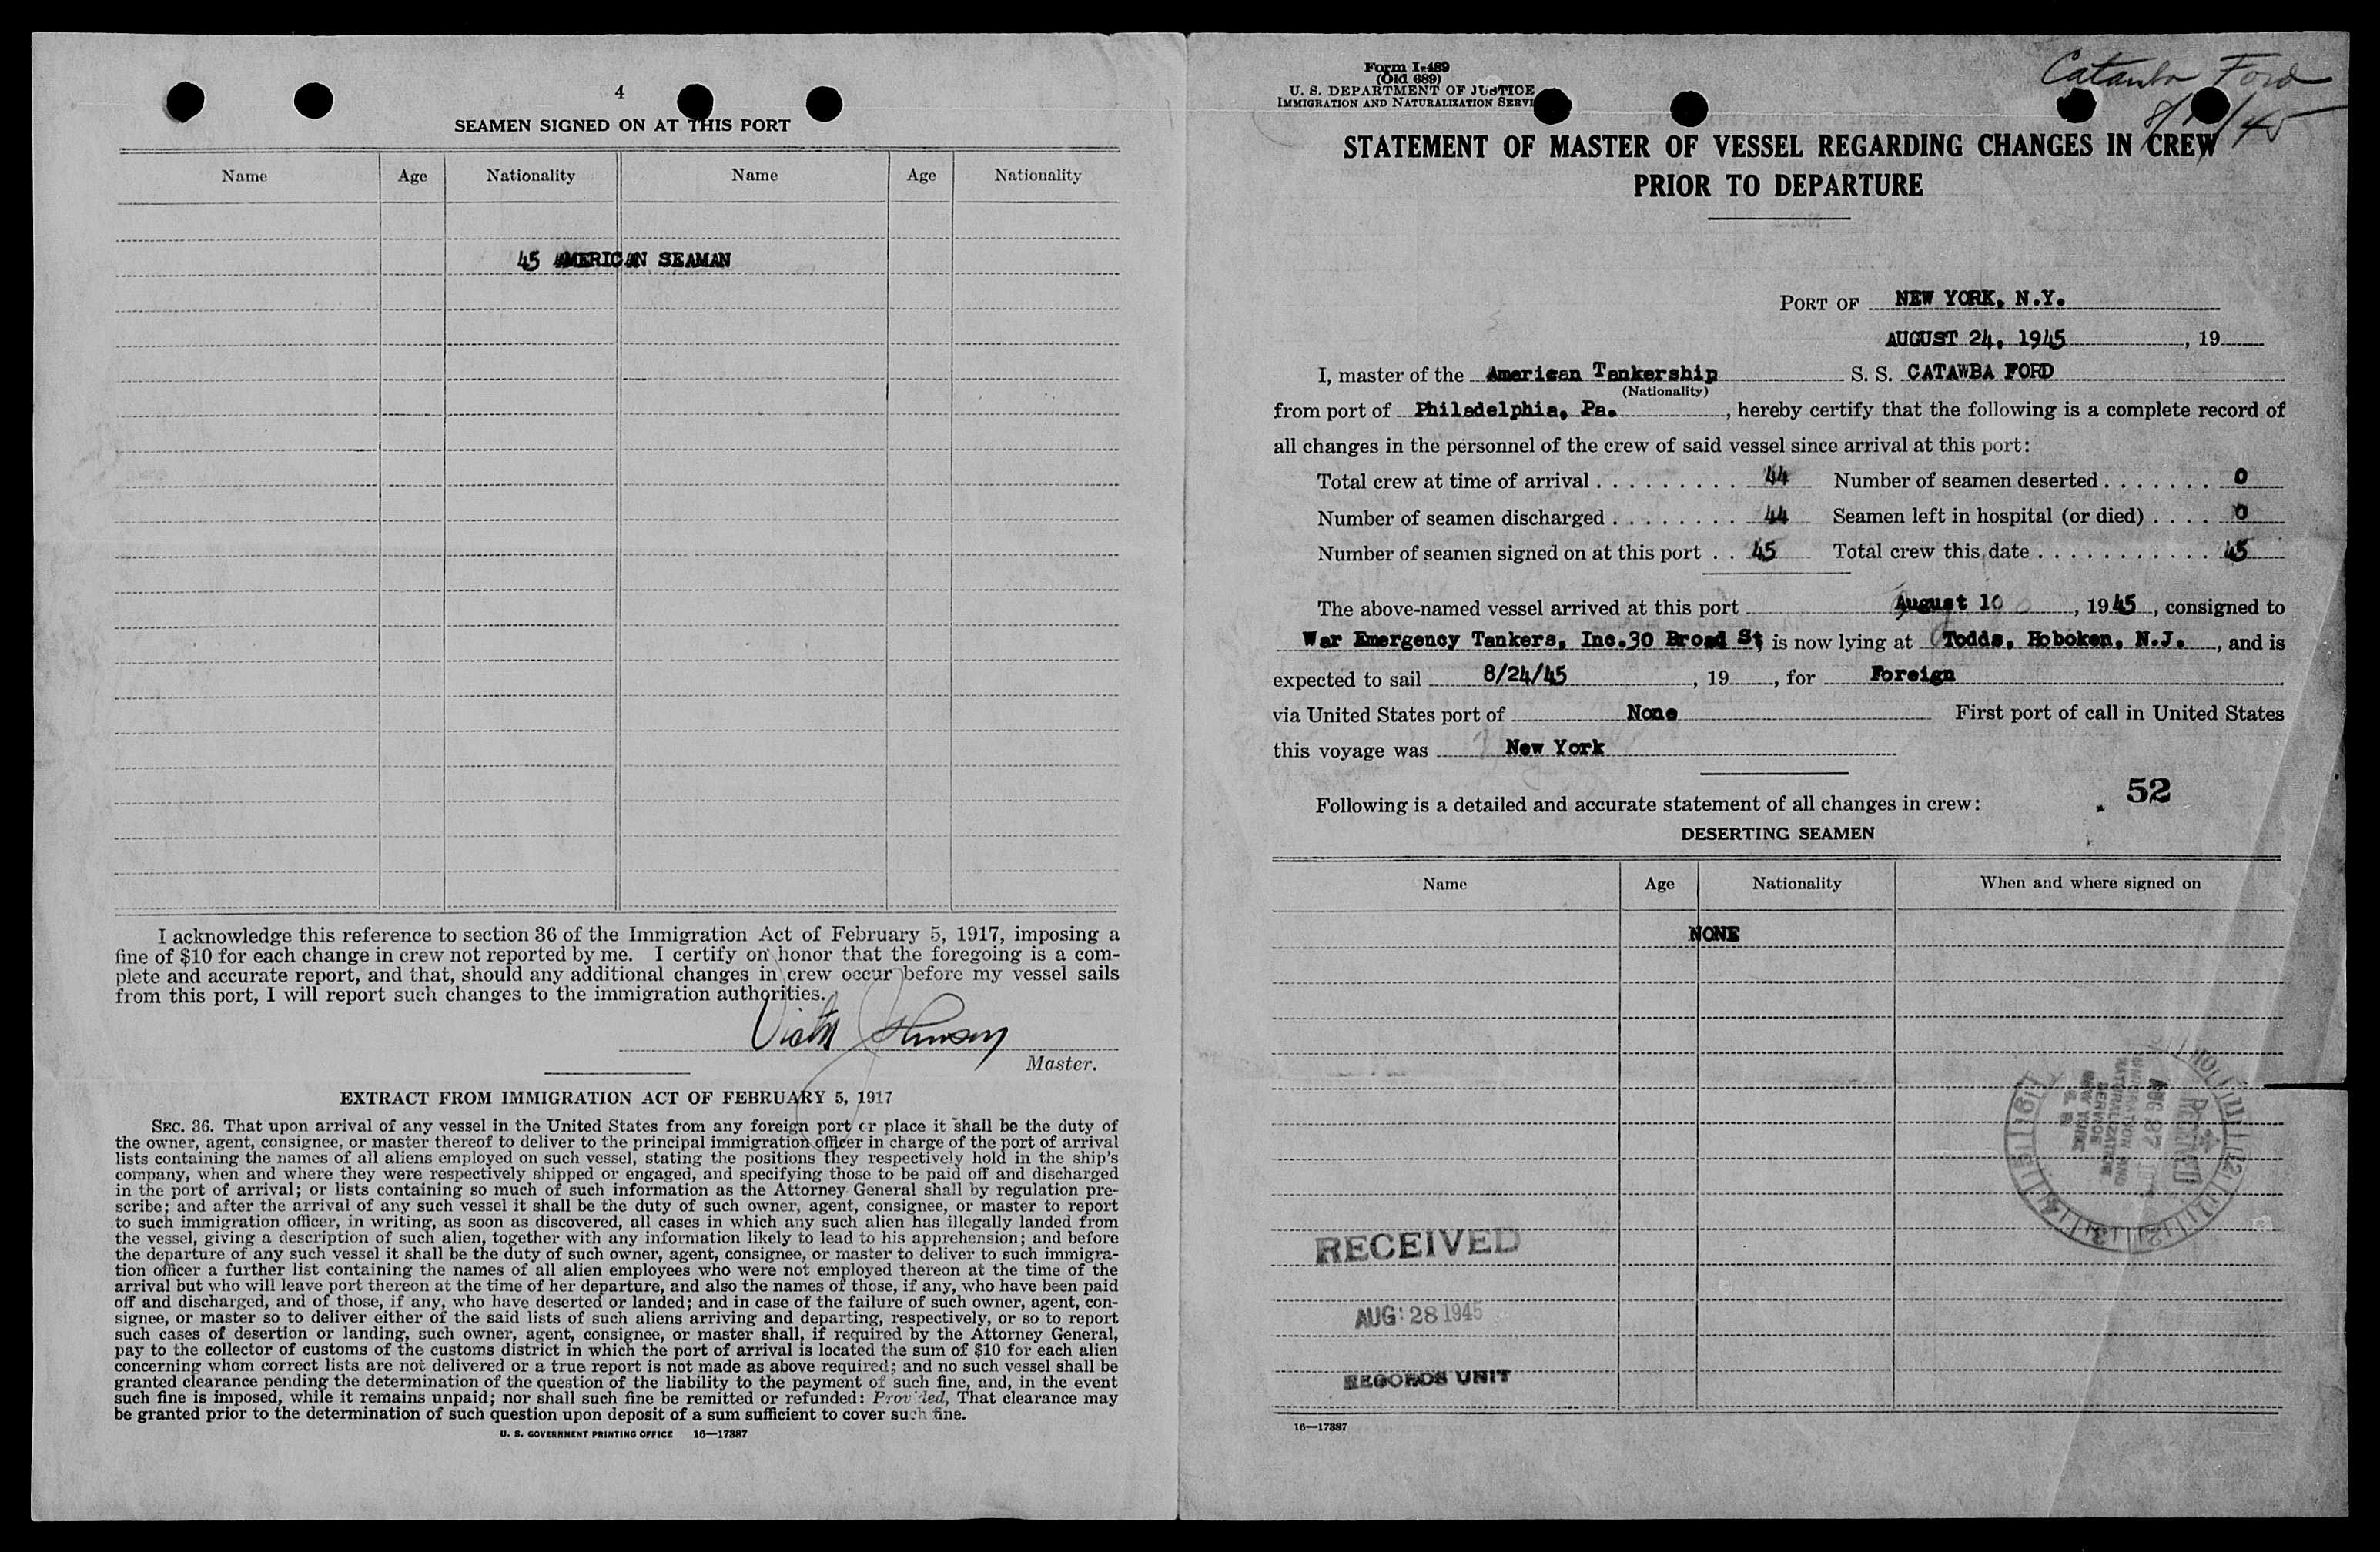 4
SEAMEN SIGNED ON AT THIS PORT
Name Age Nationality Name Age Nationality
45 AMERICAN SEAMAN
I acknowledge this reference to section 36 of the Immigration Act of February 5, 1917, imposing a
fine of $10 for each change in crew not reported by me. I certify on honor that the foregoing is a com-
plete and accurate report, and that, should any additional changes in crew occur before my vessel sails
from this port, I will report such changes to the immigration authorities.
Johnson
Master.
EXTRACT FROM IMMIGRATION ACT OF FEBRUARY 5, 1917
SEC. 36. That upon arrival of any vessel in the United States from any foreign port or place it shall be the duty of
the owner, agent, consignee, or master thereof to deliver to the principal immigration officer in charge of the port of arrival
lists containing the names of all aliens employed on such vessel, stating the positions they respectively hold in the ship's
company, when and where they were respectively shipped or engaged, and specifying those to be paid off and discharged
in the port of arrival; or lists containing so much of such information as the Attorney General shall by regulation pre-
scribe; and after the arrival of any such vessel it shall be the duty of such owner, agent, consignee, or master to report
to such immigration officer, in writing, as soon as discovered, all cases in which any such alien has illegally landed from
the vessel, giving a description of such alien, together with any information likely to lead to his apprehension; and before
the departure of any such vessel it shall be the duty of such owner, agent, consignee, or master to deliver to such immigra-
tion officer a further list containing the names of all alien employees who were not employed thereon at the time of the
arrival but who will leave port thereon at the time of her departure, and also the names of those, if any, who have been paid
off and discharged, and of those, if any, who have deserted or landed; and in case of the failure of such owner, agent, con-
signee, or master so to deliver either of the said lists of such aliens arriving and departing, respectively, or so to report
such cases of desertion or landing, such owner, agent, consignee, or master shall, if required by the Attorney General,
pay to the collector of customs of the customs district in which the port of arrival is located the sum of $10 for each alien
concerning whom correct lists are not delivered or a true report is not made as above required; and no such vessel shall be
granted clearance pending the determination of the question of the liability to the payment of such fine, and, in the event
such fine is imposed, while it remains unpaid; nor shall such fine be remitted or refunded: Provided, That clearance may
be granted prior to the determination of such question upon deposit of a sum sufficient to cover such fine.
U. S. GOVERNMENT PRINTING OFFICE 16—17387
Form I-489
(Old 689)
U. S. DEPARTMENT OF JUSTICE
IMMIGRATION AND NATURALIZATION SERVI
Catawba Ford
STATEMENT OF MASTER OF VESSEL REGARDING CHANGES IN CREW
PRIOR TO DEPARTURE
PORT OF NEW YORK, N.Y.
AUGUST 24, 1945, 19
I, master of the American Tankership S. S. CATAWBA FORD
(Nationality)
from port of Philadelphia, Pa., hereby certify that the following is a complete record of
all changes in the personnel of the crew of said vessel since arrival at this port:
Total crew at time of arrival . . . . . . . . . 44 Number of seamen deserted . . . . . . . 0
Number of seamen discharged . . . . . . . . 44 Seamen left in hospital (or died) . . . . 0
Number of seamen signed on at this port . . 45 Total crew this date . . . . . . . . . . . 45
The above-named vessel arrived at this port August 10, 1945, consigned to
War Emergency Tankers, Inc.30 Broad St is now lying at Todds, Hoboken, N.J., and is
expected to sail 8/24/45, 19, for Foreign
via United States port of None First port of call in United States
this voyage was New York
52
Following is a detailed and accurate statement of all changes in crew:
DESERTING SEAMEN
Name Age Nationality When and where signed on
NONE
RECEIVED
AUG 27
IMMIGRATION AND
NATURALIZATION
SERVICE
NEW YORK
RECEIVED
AUG 28 1945
RECORDS UNIT
16—17387